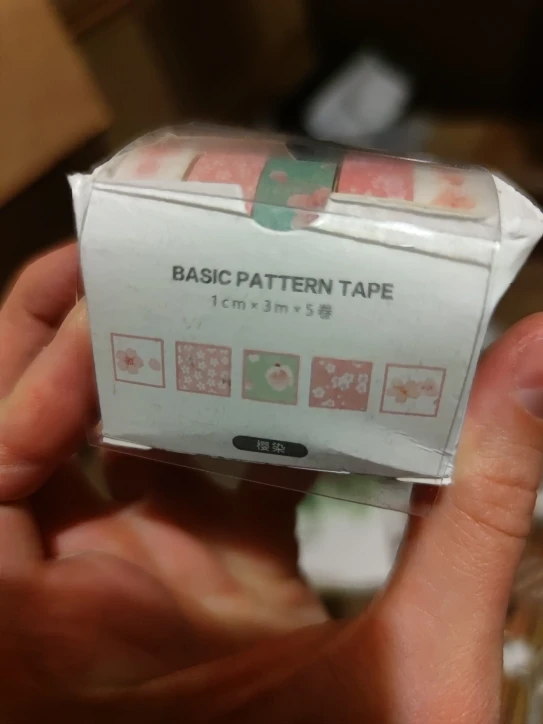 BASIC PATTERN TAPE
1cm×3m×5卷
樱染